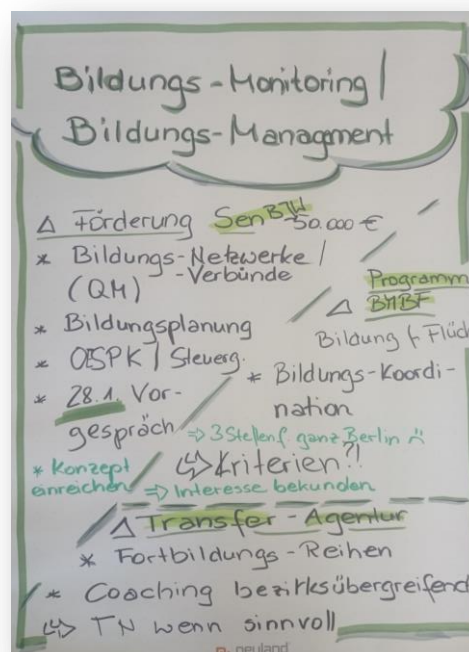 Bildungs-Monitoring /
Bildungs-Managment
△ Förderung SenBJW 50.000 €
* Bildungs-Netzwerke /
-Verbünde
(QM)
* Bildungsplanung
* OESPK / Steuerg.
* 28.1. Vor-
gespräch
* Konzept
einreichen
Programm
△ BMBF
Bildung f. Flüch
* Bildungs-Koordi-
nation
⇒ 3 Stellen f. ganz Berlin
↳ Kriterien?!
⇒ Interesse bekunden
△ Transfer-Agentur
* Fortbildungs-Reihen
* Coaching bezirksübergreifend
↳ TN wenn sinnvoll
neuland